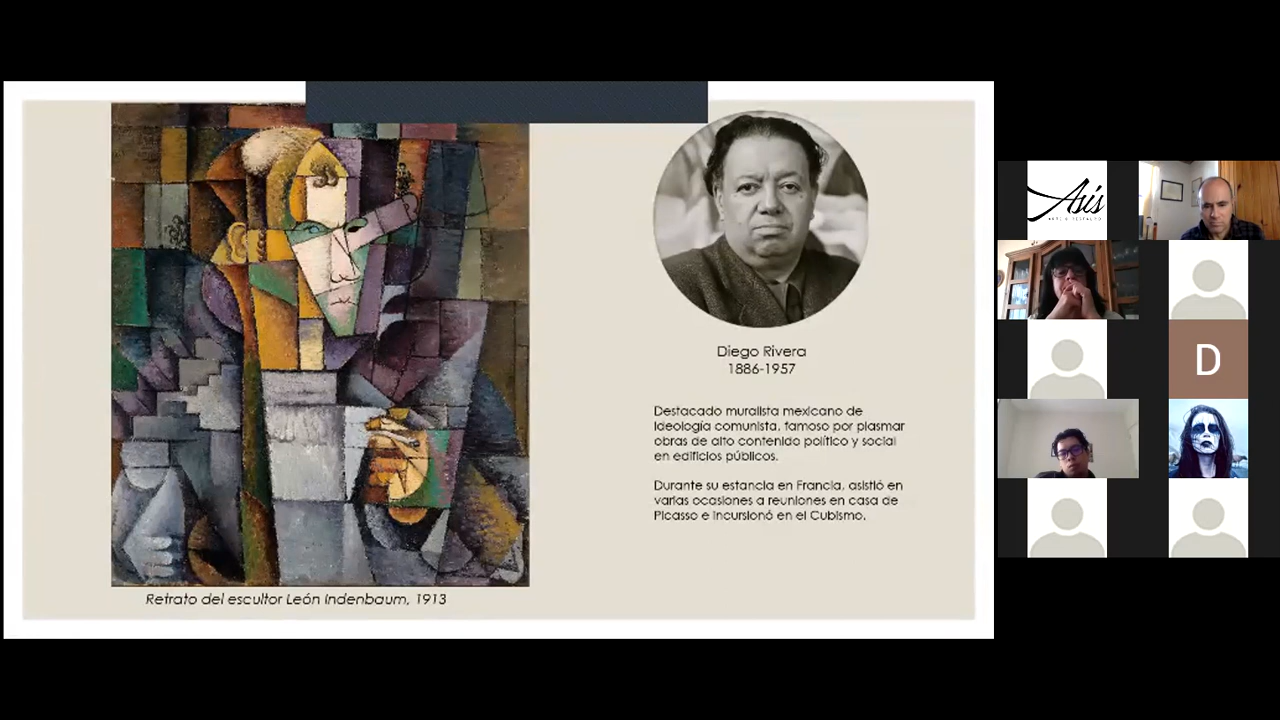 Retrato del escultor León Indenbaum, 1913
Diego Rivera
1886-1957
Destacado muralista mexicano de
ideología comunista, famoso por plasmar
obras de alto contenido político y social
en edificios públicos.
Durante su estancia en Francia, asistió en
varias ocasiones a reuniones en casa de
Picasso e incursionó en el Cubismo.
Asís
D